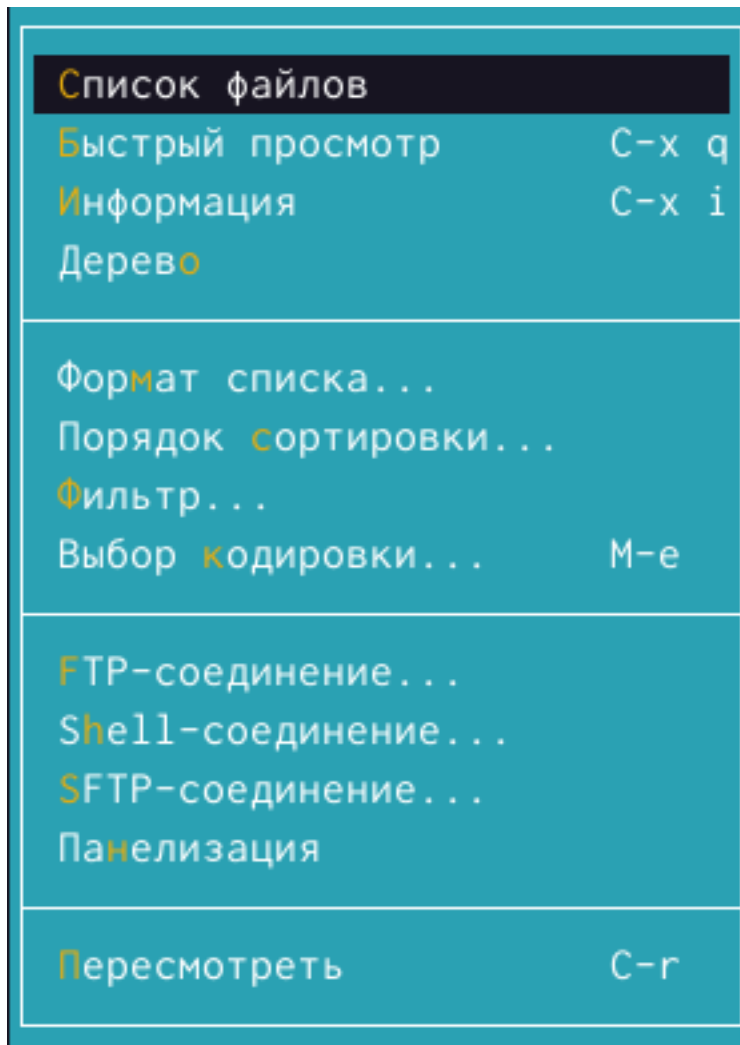 Список файлов
Быстрый просмотр C-x q
Информация C-x i
Дерево
Формат списка...
Порядок сортировки...
Фильтр...
Выбор кодировки... M-e
FTP-соединение...
Shell-соединение...
SFTP-соединение...
Панелизация
Пересмотреть C-r